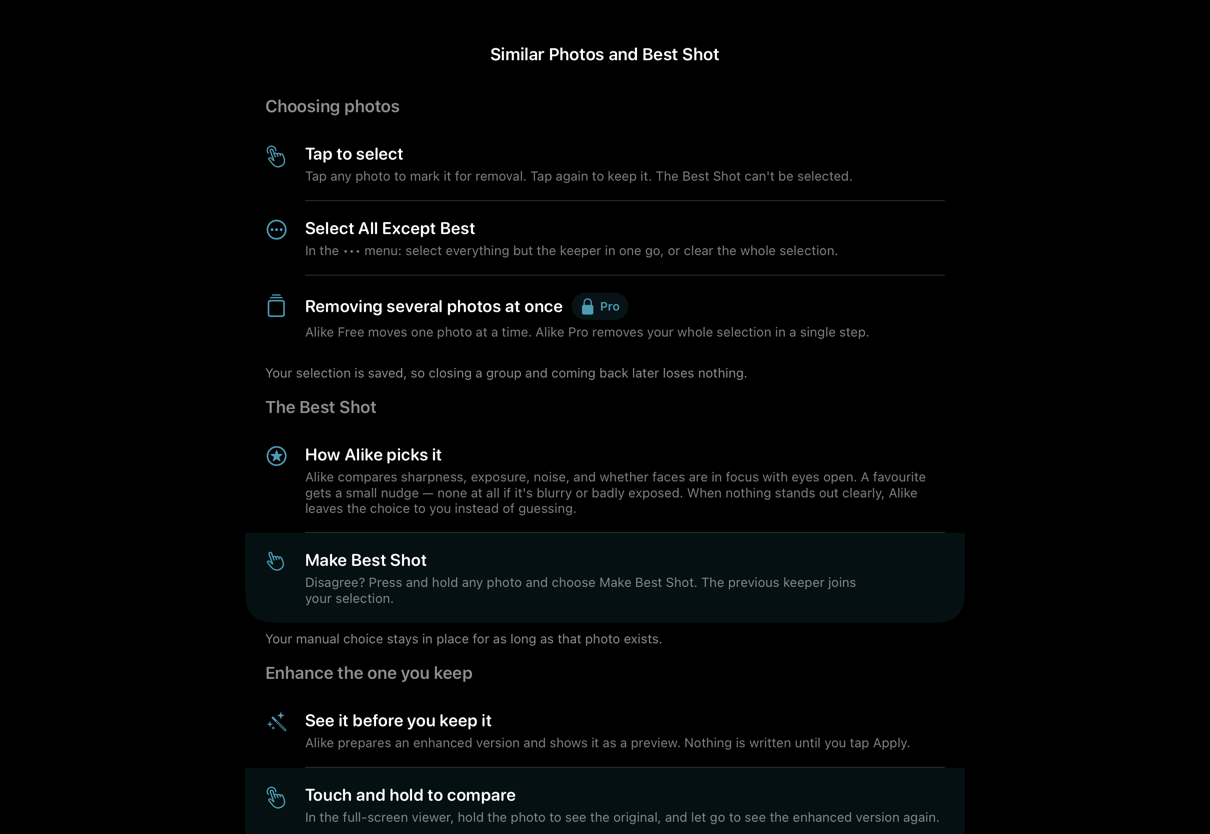 Similar Photos and Best Shot
Choosing photos
Tap to select
Tap any photo to mark it for removal. Tap again to keep it. The Best Shot can't be selected.
Select All Except Best
In the ••• menu: select everything but the keeper in one go, or clear the whole selection.
Removing several photos at once Pro
Alike Free moves one photo at a time. Alike Pro removes your whole selection in a single step.
Your selection is saved, so closing a group and coming back later loses nothing.
The Best Shot
How Alike picks it
Alike compares sharpness, exposure, noise, and whether faces are in focus with eyes open. A favourite
gets a small nudge — none at all if it's blurry or badly exposed. When nothing stands out clearly, Alike
leaves the choice to you instead of guessing.
Make Best Shot
Disagree? Press and hold any photo and choose Make Best Shot. The previous keeper joins
your selection.
Your manual choice stays in place for as long as that photo exists.
Enhance the one you keep
See it before you keep it
Alike prepares an enhanced version and shows it as a preview. Nothing is written until you tap Apply.
Touch and hold to compare
In the full-screen viewer, hold the photo to see the original, and let go to see the enhanced version again.